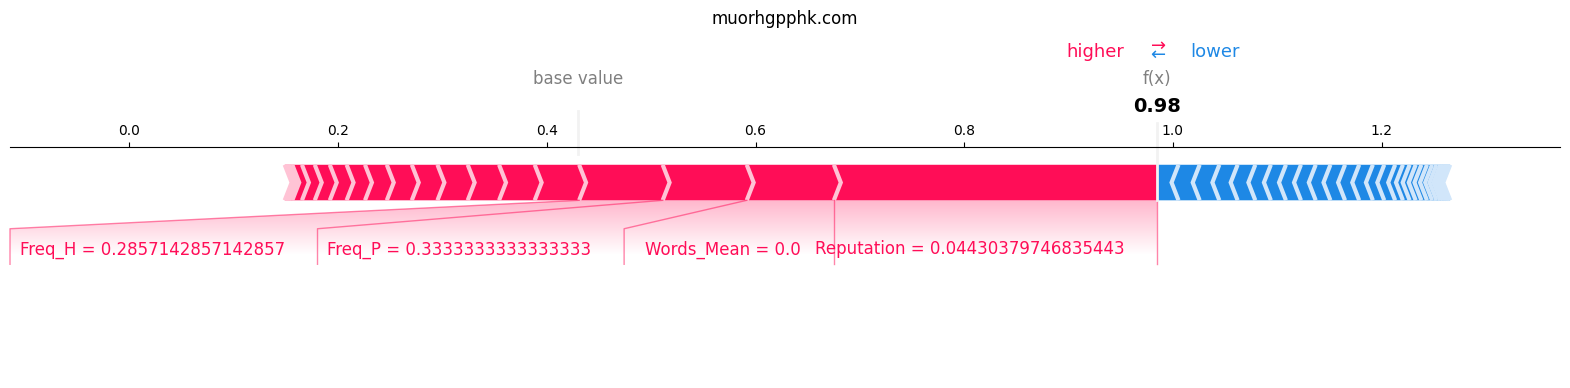 muorhgpphk.com
higher → lower
←
base value f(x)
0.98
0.0 0.2 0.4 0.6 0.8 1.0 1.2
Freq_H = 0.2857142857142857 Freq_P = 0.3333333333333333 Words_Mean = 0.0 Reputation = 0.04430379746835443